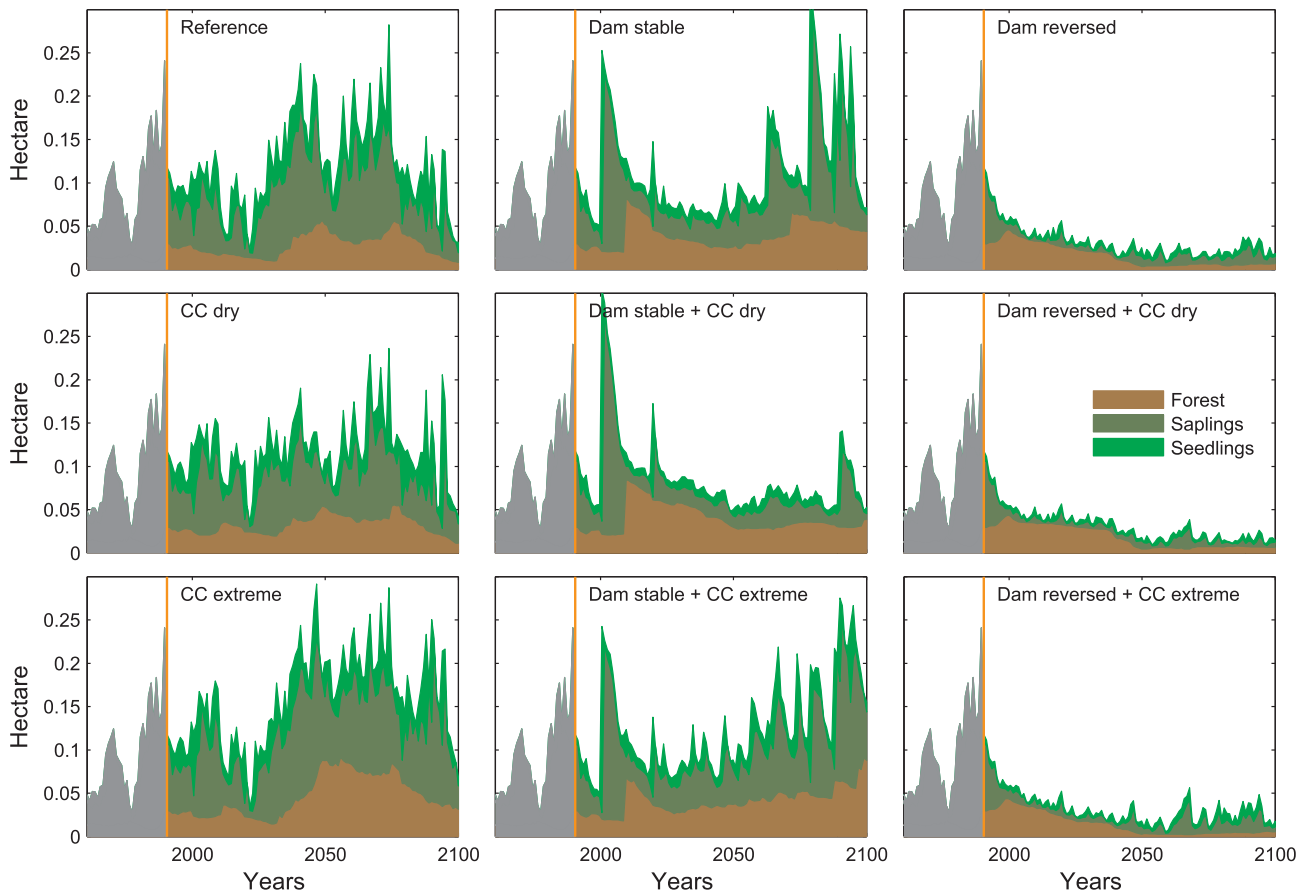 Reference
Dam stable
Dam reversed
0.25
0.2
0.15
0.1
0.05
0
Hectare
CC dry
Dam stable + CC dry
Dam reversed + CC dry
0.25
0.2
0.15
0.1
0.05
0
Hectare
Forest
Saplings
Seedlings
CC extreme
Dam stable + CC extreme
Dam reversed + CC extreme
0.25
0.2
0.15
0.1
0.05
0
Hectare
2000 2050 2100
2000 2050 2100
2000 2050 2100
Years
Years
Years